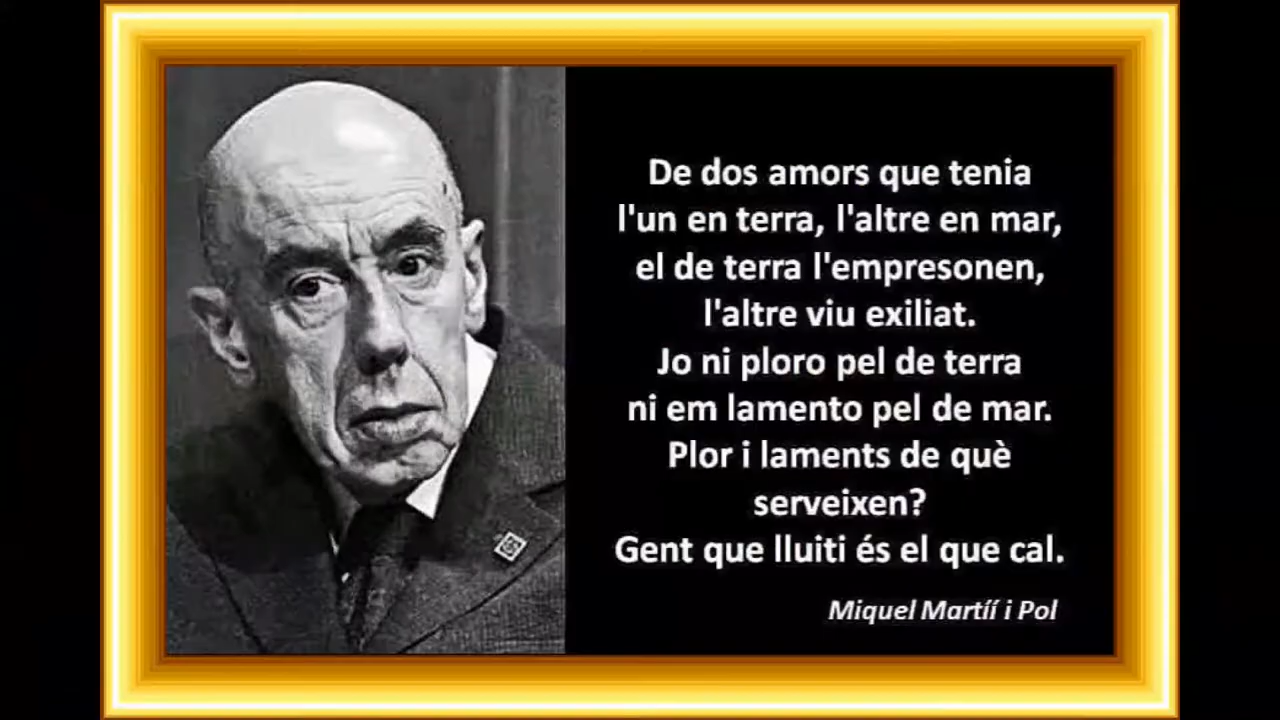 De dos amors que tenia
l'un en terra, l'altre en mar,
el de terra l'empresonen,
l'altre viu exiliat.
Jo ni ploro pel de terra
ni em lamento pel de mar.
Plor i laments de què
serveixen?
Gent que lluiti és el que cal.
Miquel Martíí i Pol